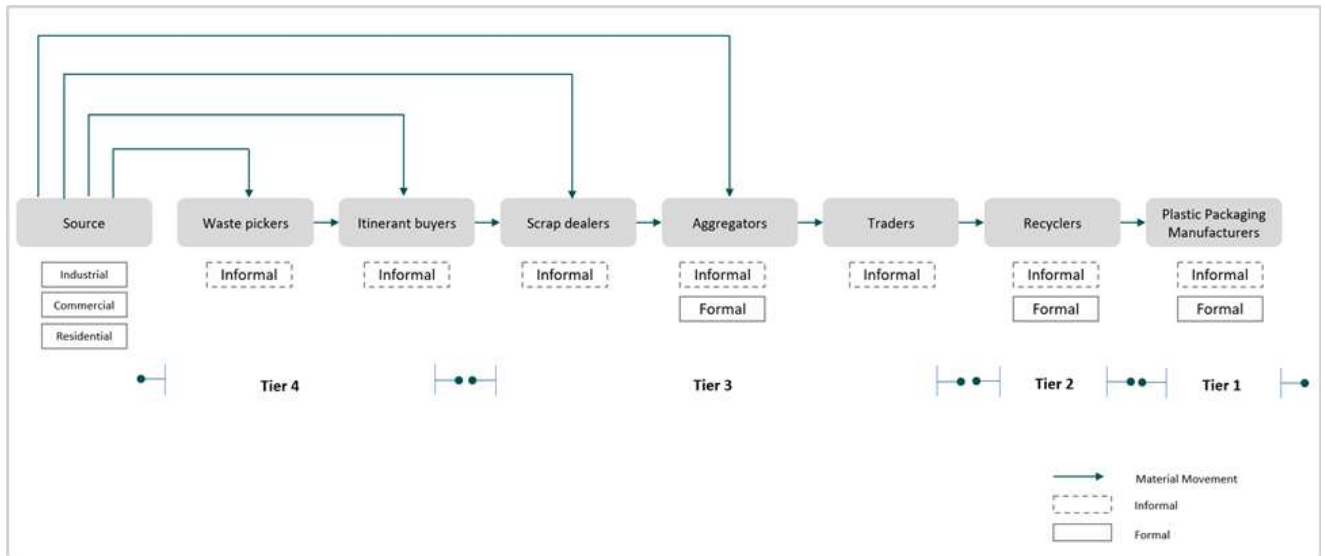 Source
Waste pickers
Itinerant buyers
Scrap dealers
Aggregators
Traders
Recyclers
Plastic Packaging
Manufacturers
Industrial
Commercial
Residential
Informal
Informal
Informal
Informal
Formal
Informal
Informal
Formal
Informal
Formal
Tier 4
Tier 3
Tier 2
Tier 1
Material Movement
Informal
Formal